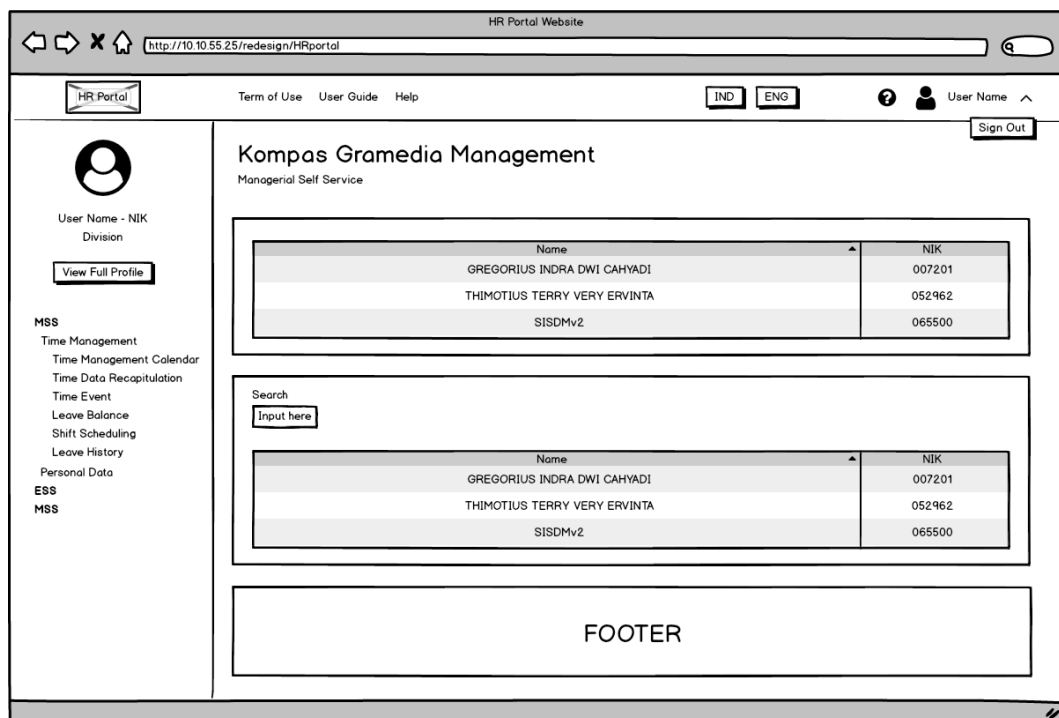 HR Portal Website
http://10.10.55.25/redesign/HRportal
HR Portal
Term of Use User Guide Help
IND ENG
? User Name
Sign Out
User Name - NIK
Division
View Full Profile
MSS
Time Management
Time Management Calendar
Time Data Recapitulation
Time Event
Leave Balance
Shift Scheduling
Leave History
Personal Data
ESS
MSS
Kompas Gramedia Management
Managerial Self Service
Name NIK
GREGORIUS INDRA DWI CAHYADI 007201
THIMOTIUS TERRY VERY ERVINTA 052962
SISDMv2 065500
Search
Input here
Name NIK
GREGORIUS INDRA DWI CAHYADI 007201
THIMOTIUS TERRY VERY ERVINTA 052962
SISDMv2 065500
FOOTER